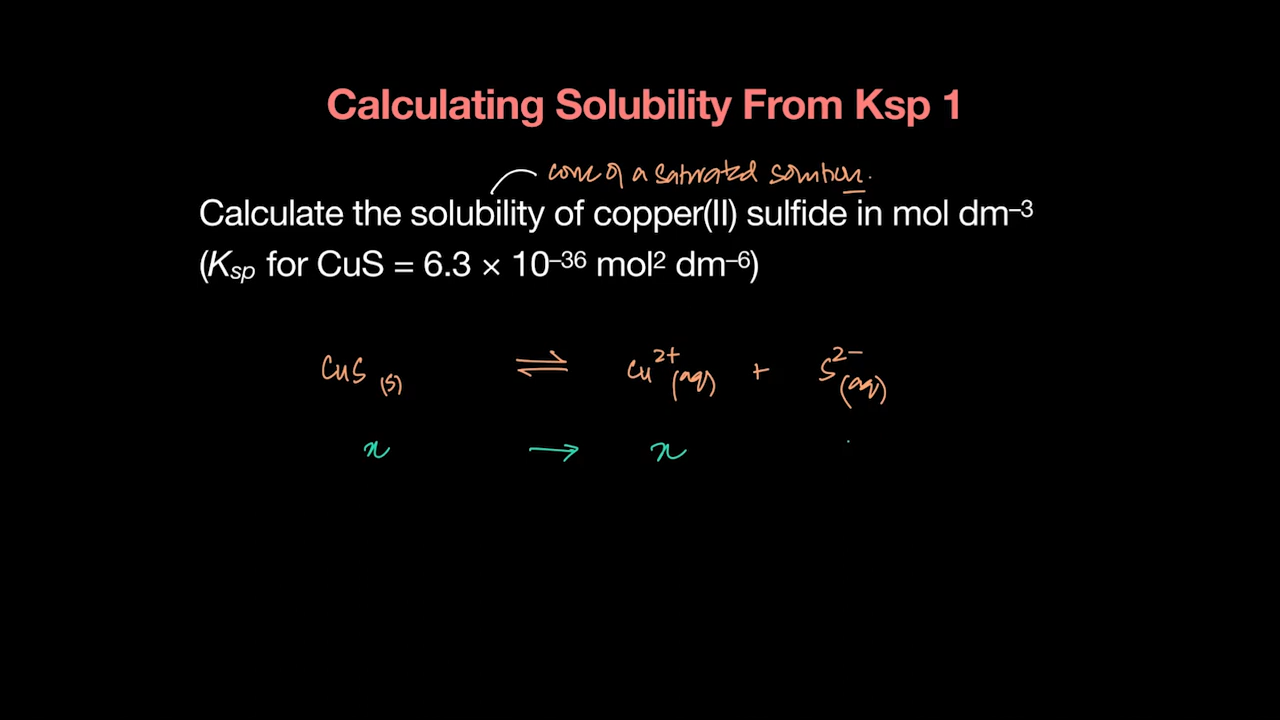 Calculating Solubility From Ksp 1
conc of a saturated solution.
Calculate the solubility of copper(II) sulfide in mol dm⁻³
(Ksp for CuS = 6.3 × 10⁻³⁶ mol² dm⁻⁶)
CuS (s) ⇌ Cu²⁺ (aq) + S²⁻ (aq)
x → x